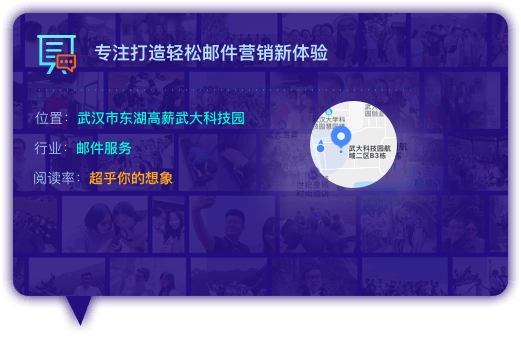 专注打造轻松邮件营销新体验
位置：武汉市东湖高薪武大科技园
行业：邮件服务
阅读率：超乎你的想象
武大科技园航
域二区B3栋